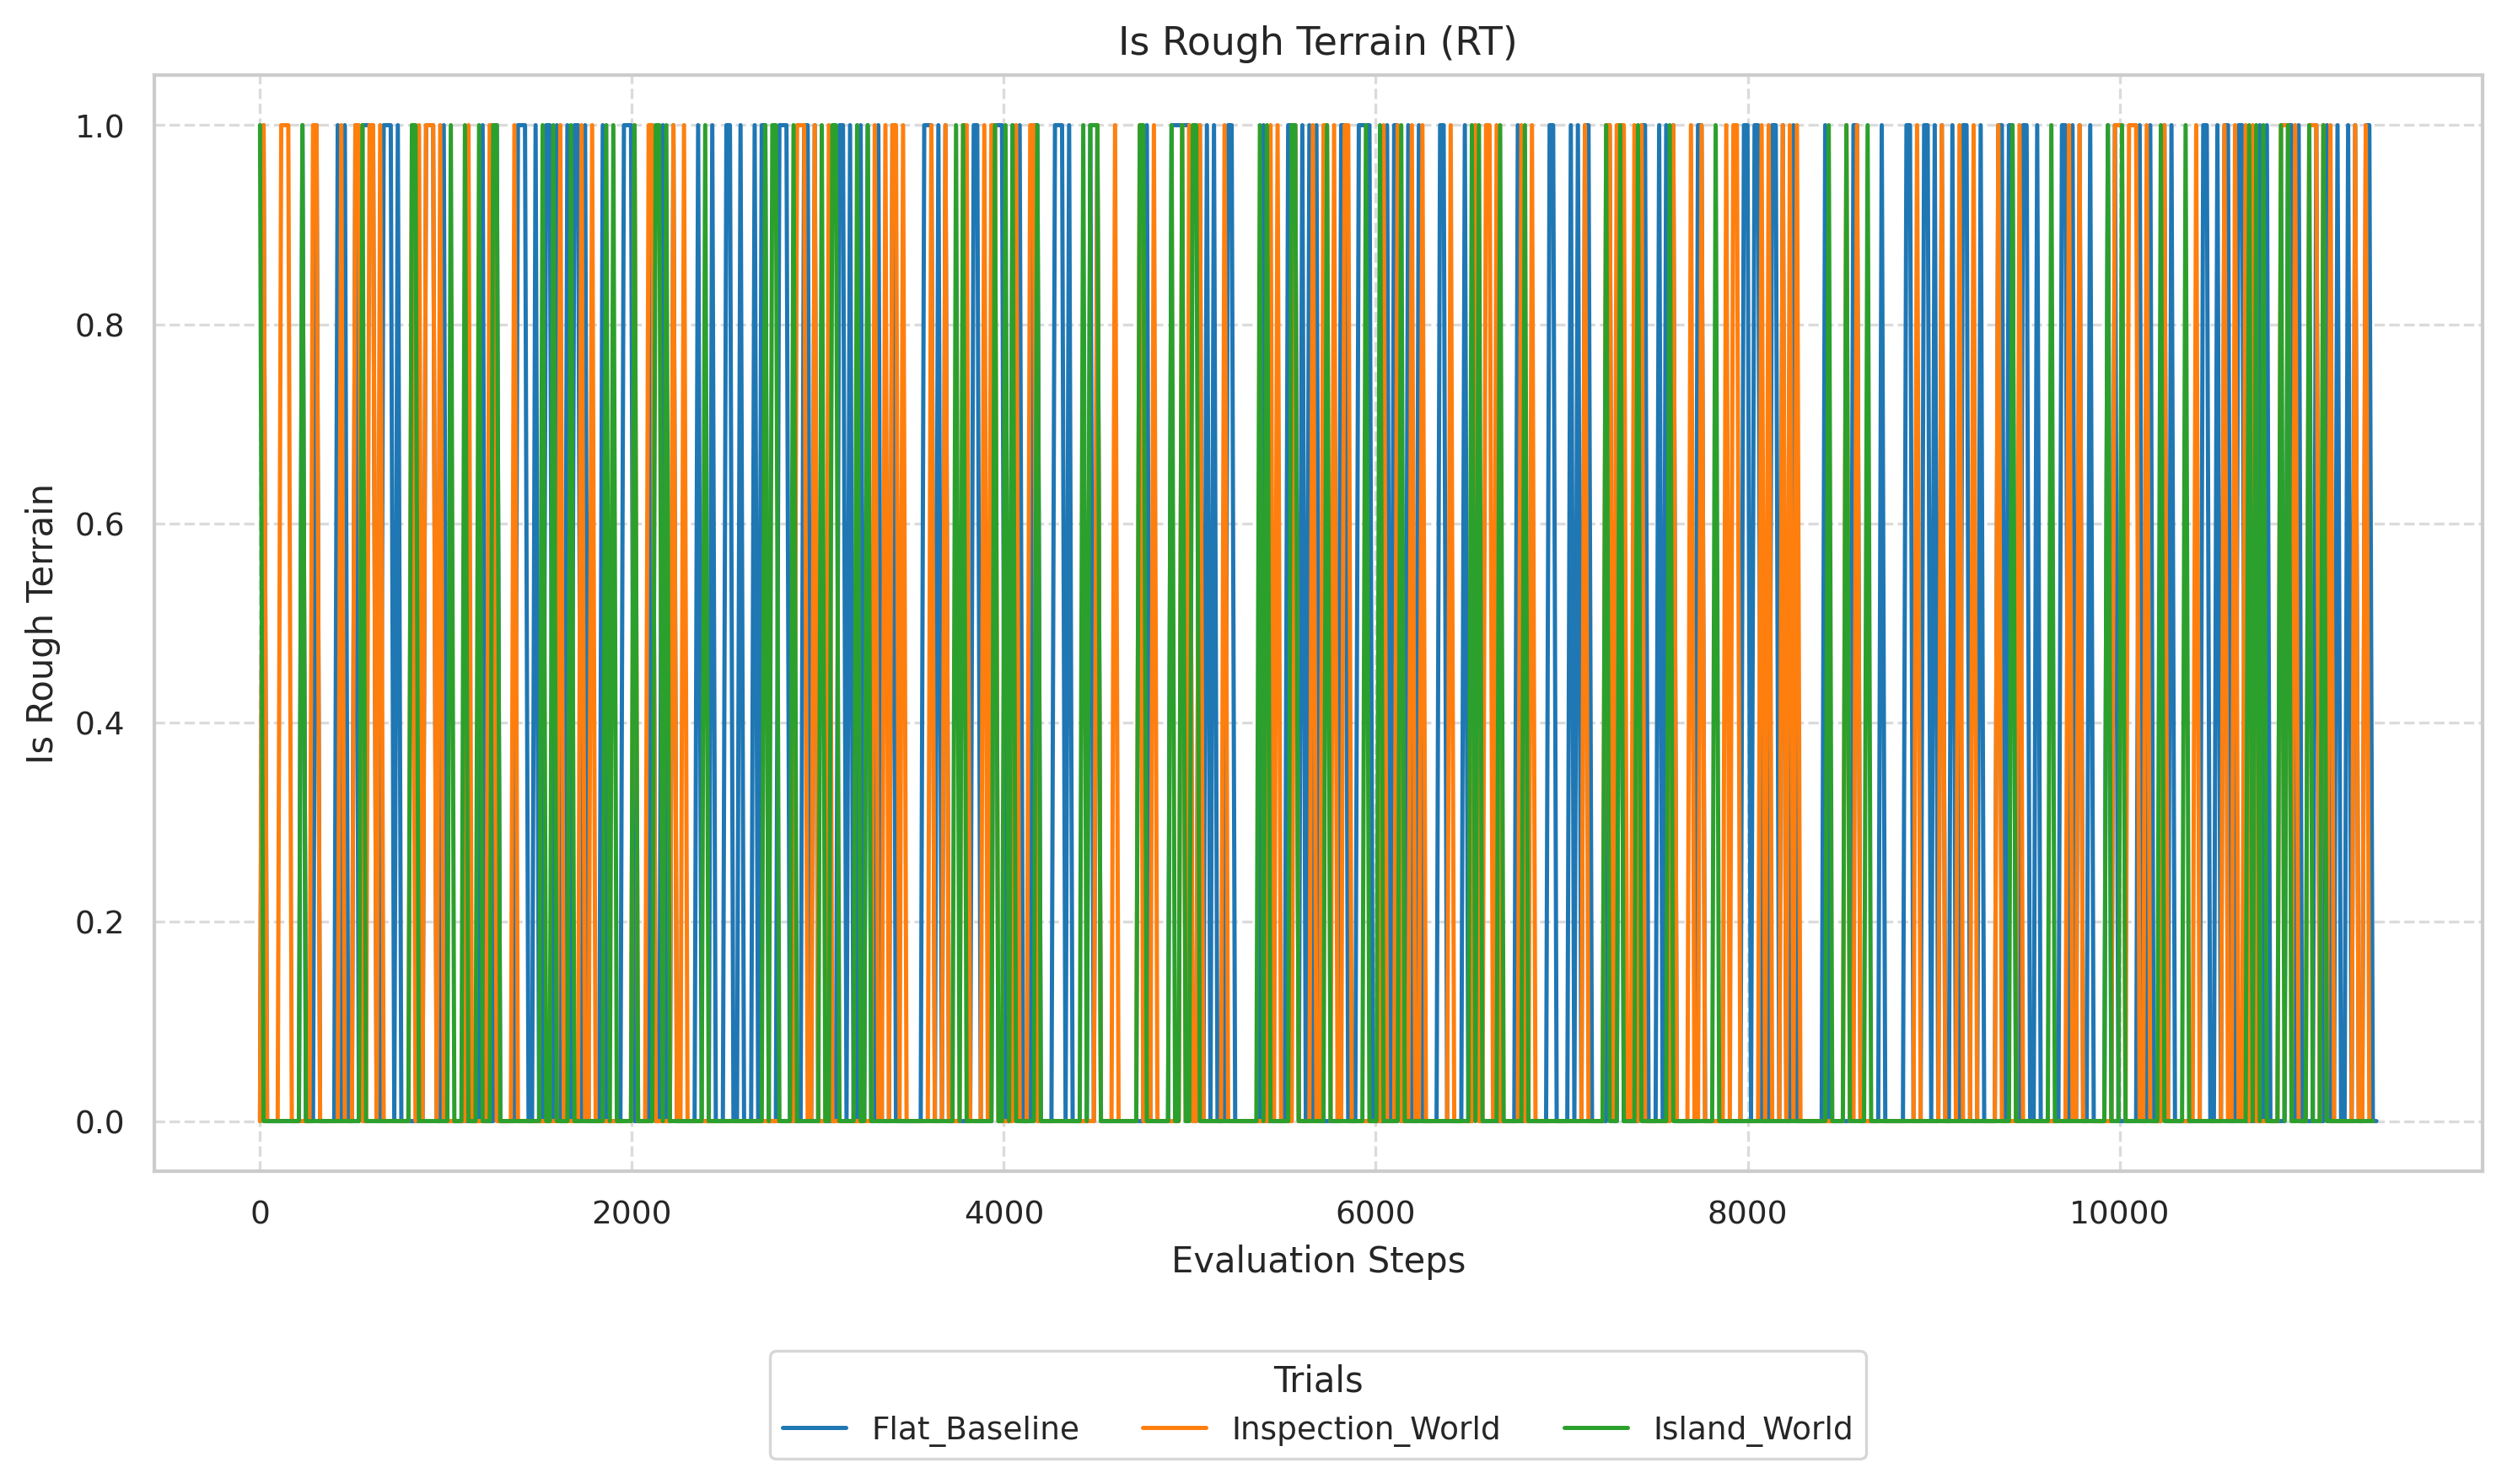 Is Rough Terrain (RT)
Is Rough Terrain
1.0
0.8
0.6
0.4
0.2
0.0
0 2000 4000 6000 8000 10000
Evaluation Steps
Trials
Flat_Baseline Inspection_World Island_World